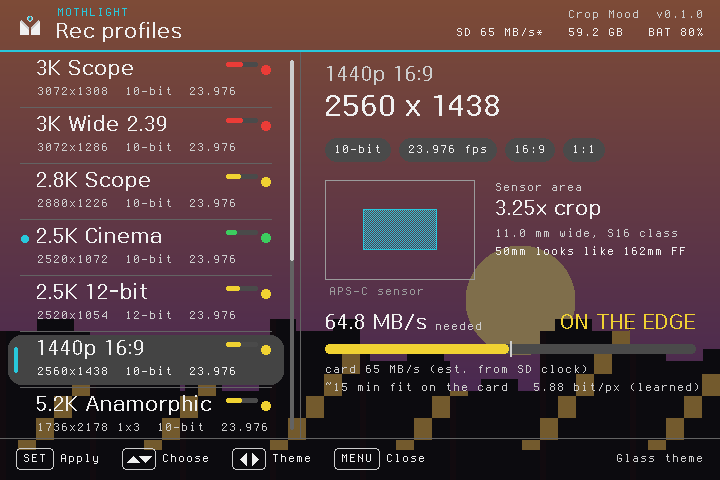 MOTHLIGHT
Rec profiles
Crop Mood v0.1.0
SD 65 MB/s* 59.2 GB BAT 80%
3K Scope
3072x1308 10-bit 23.976
3K Wide 2.39
3072x1286 10-bit 23.976
2.8K Scope
2880x1226 10-bit 23.976
2.5K Cinema
2520x1072 10-bit 23.976
2.5K 12-bit
2520x1054 12-bit 23.976
1440p 16:9
2560x1438 10-bit 23.976
5.2K Anamorphic
1736x2178 1x3 10-bit 23.976
1440p 16:9
2560 x 1438
10-bit 23.976 fps 16:9 1:1
Sensor area
3.25x crop
11.0 mm wide, S16 class
50mm looks like 162mm FF
APS-C sensor
64.8 MB/s needed ON THE EDGE
card 65 MB/s (est. from SD clock)
~15 min fit on the card 5.88 bit/px (learned)
SET Apply Choose Theme MENU Close Glass theme